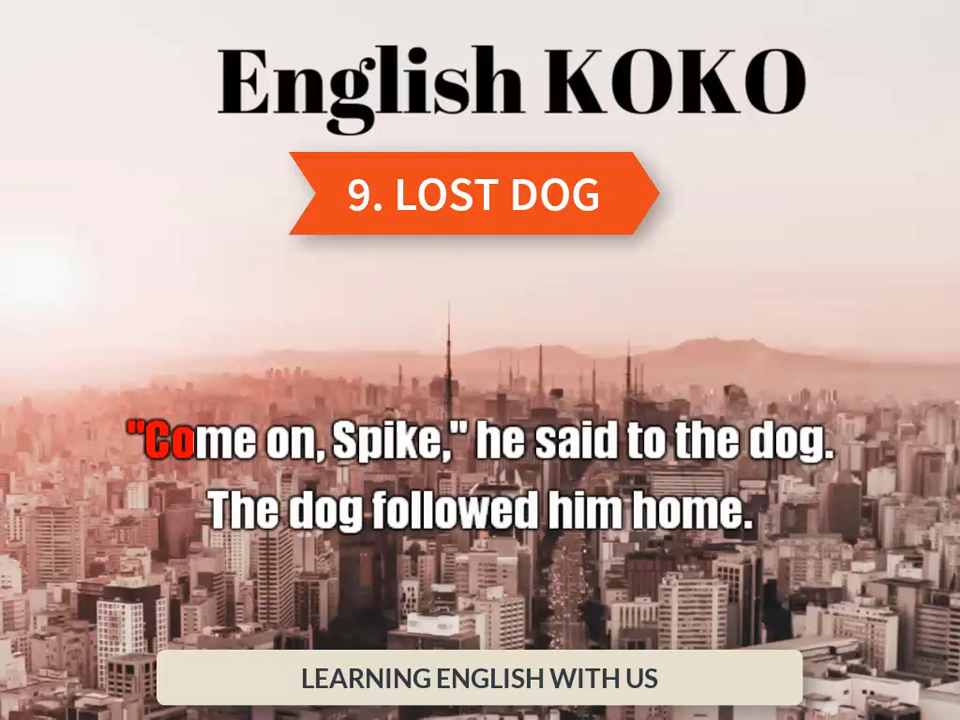 English KOKO
9. LOST DOG
"Come on, Spike," he said to the dog.
The dog followed him home.
LEARNING ENGLISH WITH US